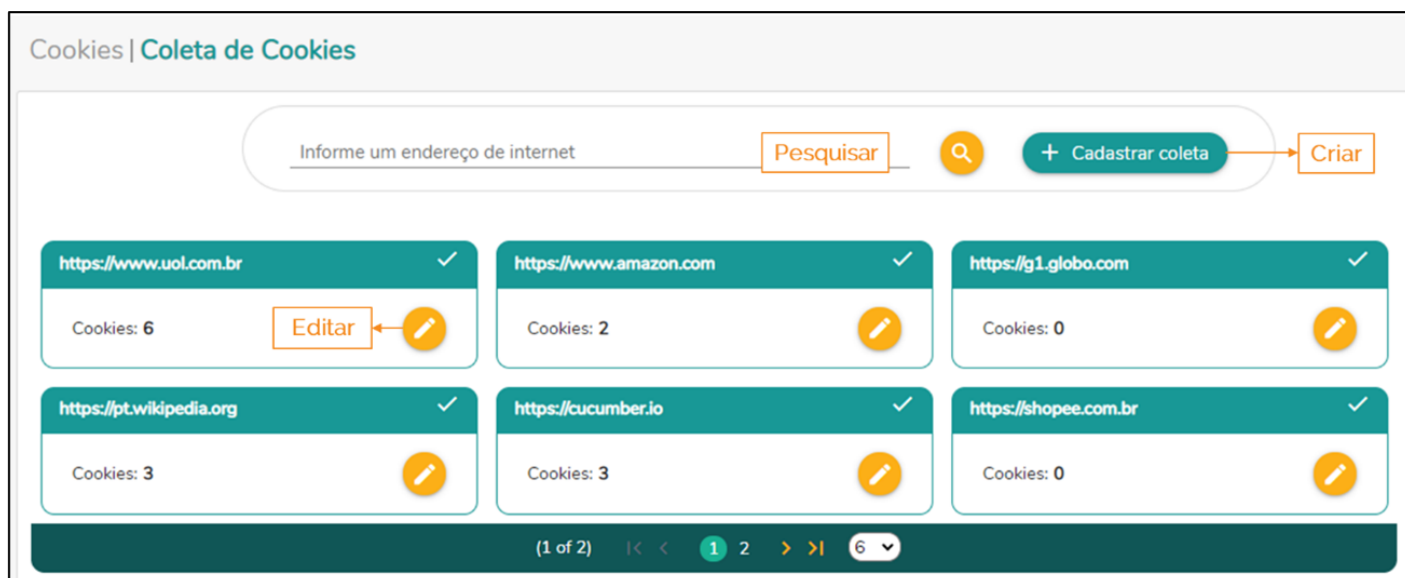 Cookies | Coleta de Cookies
Informe um endereço de internet
Pesquisar
+ Cadastrar coleta
Criar
https://www.uol.com.br
https://www.amazon.com
https://g1.globo.com
Cookies: 6
Editar
Cookies: 2
Cookies: 0
https://pt.wikipedia.org
https://cucumber.io
https://shopee.com.br
Cookies: 3
Cookies: 3
Cookies: 0
(1 of 2) 1 2 6